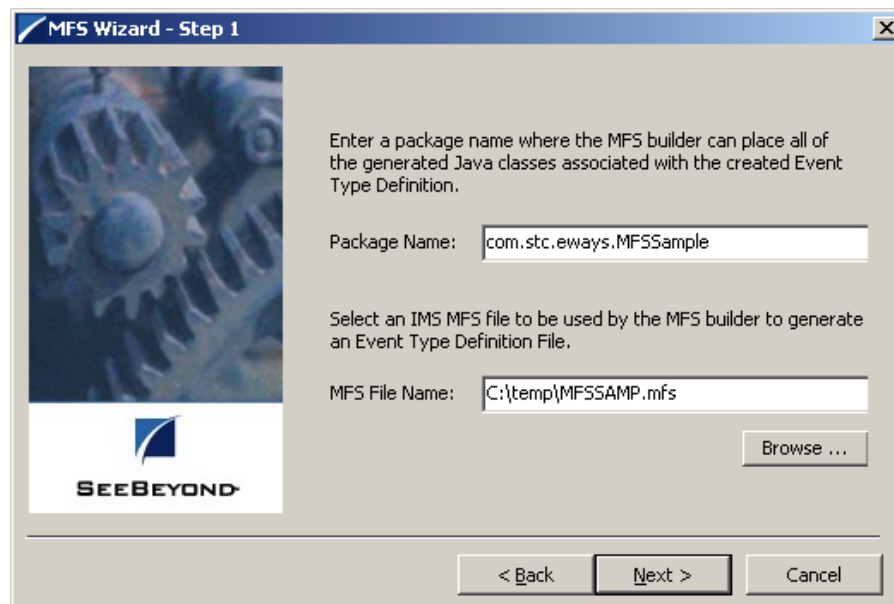 MFS Wizard - Step 1
Enter a package name where the MFS builder can place all of
the generated Java classes associated with the created Event
Type Definition.
Package Name: com.stc.eways.MFSSample
Select an IMS MFS file to be used by the MFS builder to generate
an Event Type Definition File.
MFS File Name: C:\temp\MFSSAMP.mfs
Browse ...
SEEBEYOND
< Back Next > Cancel